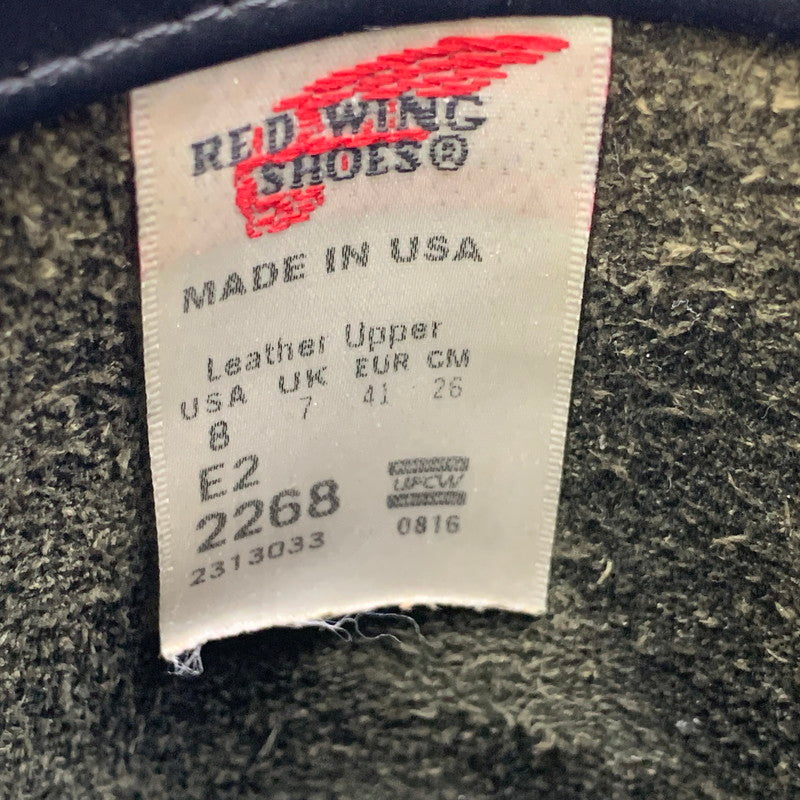 RED WING
SHOES®
MADE IN USA
Leather Upper
USA UK EUR CM
8 7 41 26
E2
2268
UFCW
2313033
0816